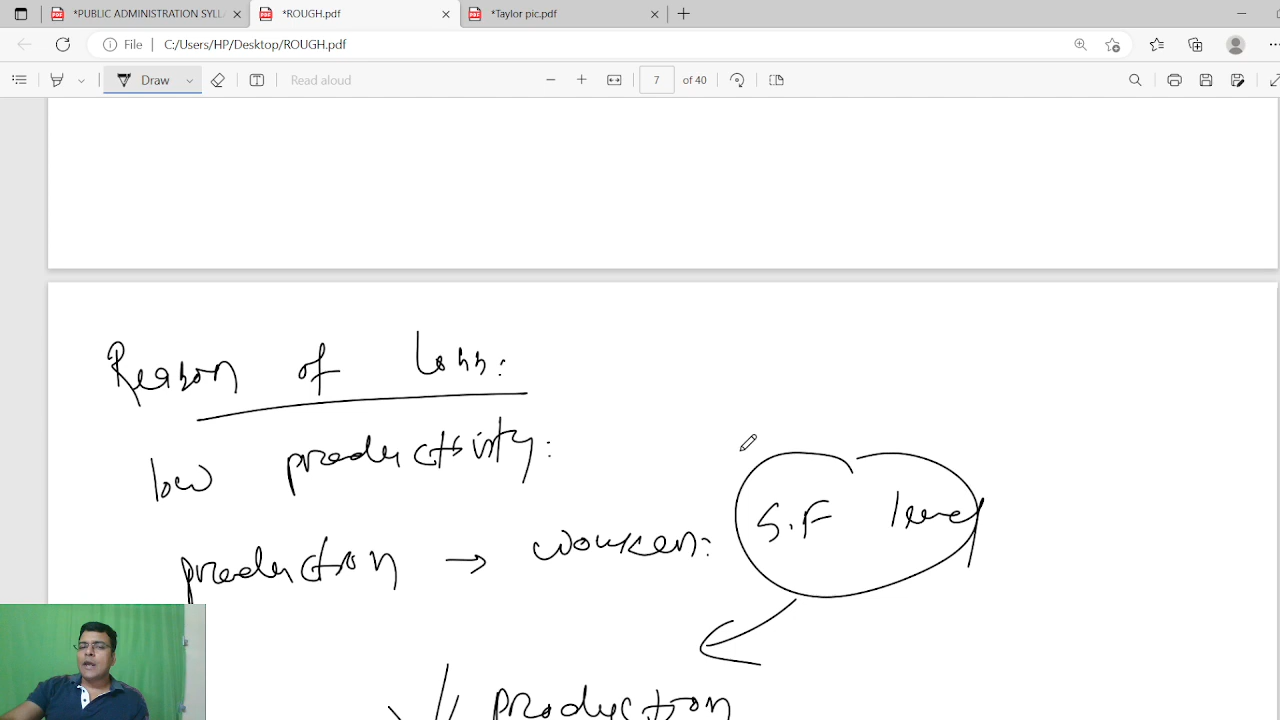 *PUBLIC ADMINISTRATION SYLLA
*ROUGH.pdf
*Taylor pic.pdf
File
C:/Users/HP/Desktop/ROUGH.pdf
Draw
Read aloud
7 of 40
Reason of loss:
low productivity:
production → worker: S.F level
production